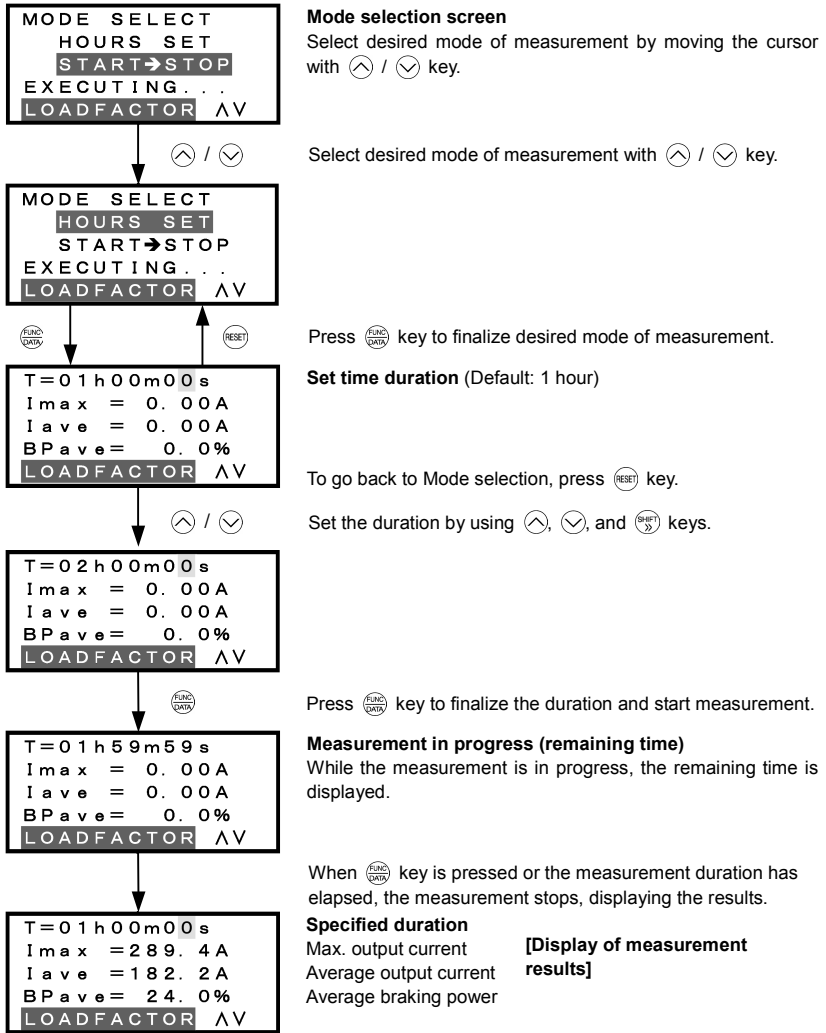 MODE SELECT
HOURS SET
START➔STOP
EXECUTING...
LOADFACTOR ∧∨
Mode selection screen
Select desired mode of measurement by moving the cursor
with ∧ / ∨ key.
∧ / ∨
Select desired mode of measurement with ∧ / ∨ key.
MODE SELECT
HOURS SET
START➔STOP
EXECUTING...
LOADFACTOR ∧∨
FUNC DATA
RESET
Press FUNC DATA key to finalize desired mode of measurement.
T=01h00m00s
Imax = 0.00A
Iave = 0.00A
BPave= 0.0%
LOADFACTOR ∧∨
Set time duration (Default: 1 hour)
To go back to Mode selection, press RESET key.
∧ / ∨
Set the duration by using ∧, ∨, and SHIFT » keys.
T=02h00m00s
Imax = 0.00A
Iave = 0.00A
BPave= 0.0%
LOADFACTOR ∧∨
FUNC DATA
Press FUNC DATA key to finalize the duration and start measurement.
T=01h59m59s
Imax = 0.00A
Iave = 0.00A
BPave= 0.0%
LOADFACTOR ∧∨
Measurement in progress (remaining time)
While the measurement is in progress, the remaining time is
displayed.
When FUNC DATA key is pressed or the measurement duration has
elapsed, the measurement stops, displaying the results.
T=01h00m00s
Imax =289.4A
Iave =182.2A
BPave= 24.0%
LOADFACTOR ∧∨
Specified duration
Max. output current
Average output current
Average braking power
[Display of measurement
results]